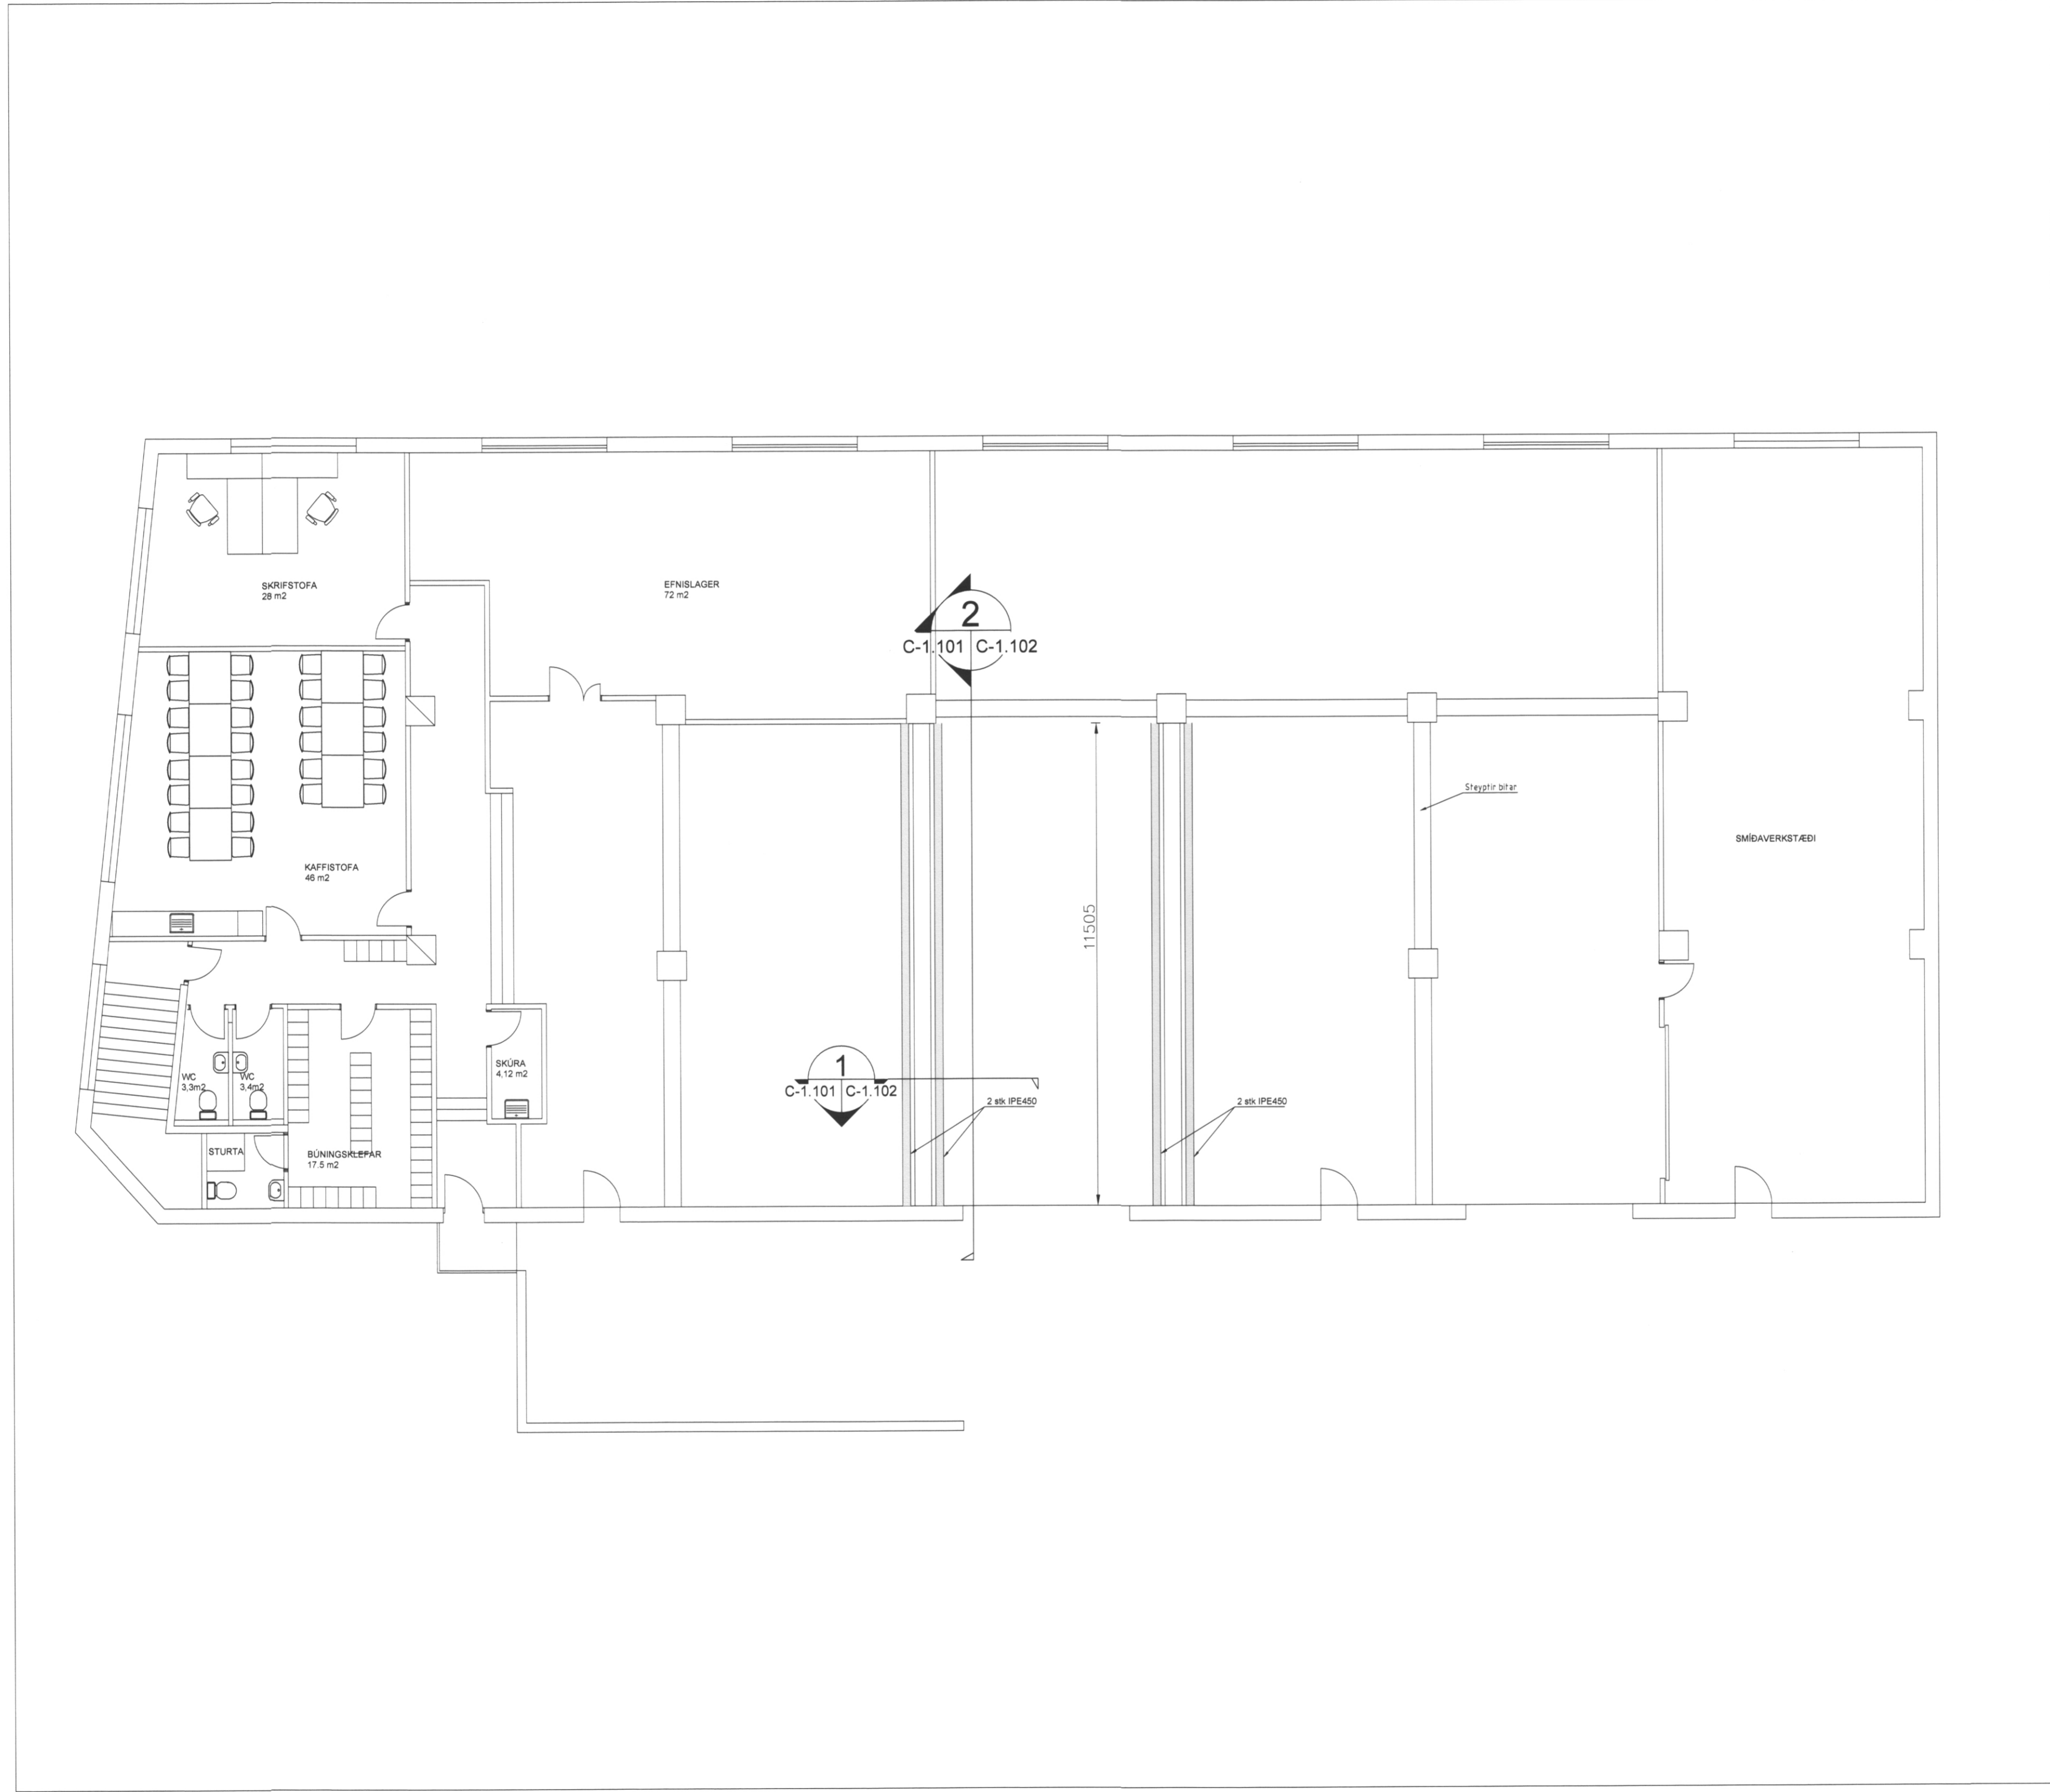 SKRIFSTOFA
28 m2
EFNISLAGER
72 m2
2
C-1.101 C-1.102
Steyptir bitar
SMÍÐAVERKSTÆÐI
KAFFISTOFA
46 m2
11505
1
C-1.101 C-1.102
SKÚRA
4,12 m2
WC
3,3m2
WC
3,4m2
2 stk IPE450
2 stk IPE450
STURTA
BÚNINGSKLEFAR
17.5 m2